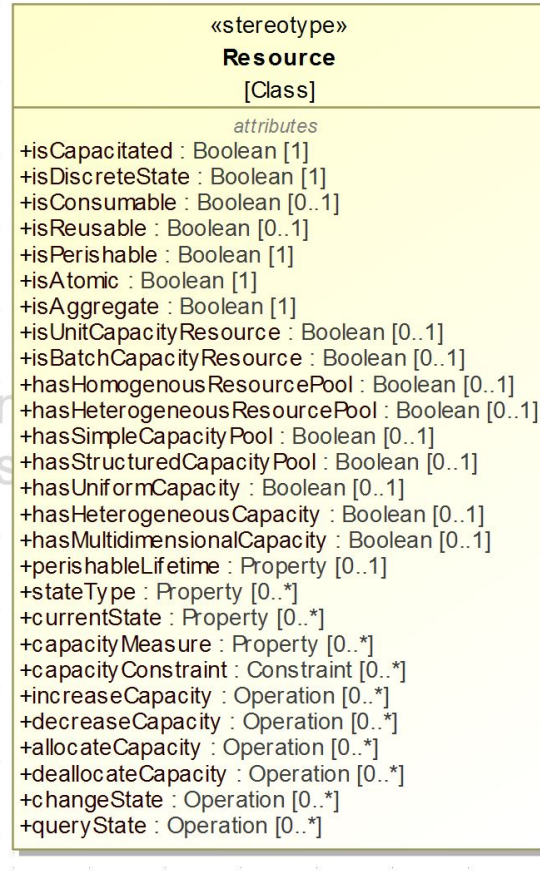 «stereotype»
Resource
[Class]
attributes
+isCapacitated : Boolean [1]
+isDiscreteState : Boolean [1]
+isConsumable : Boolean [0..1]
+isReusable : Boolean [0..1]
+isPerishable : Boolean [1]
+isAtomic : Boolean [1]
+isAggregate : Boolean [1]
+isUnitCapacityResource : Boolean [0..1]
+isBatchCapacityResource : Boolean [0..1]
+hasHomogenousResourcePool : Boolean [0..1]
+hasHeterogeneousResourcePool : Boolean [0..1]
+hasSimpleCapacityPool : Boolean [0..1]
+hasStructuredCapacityPool : Boolean [0..1]
+hasUniformCapacity : Boolean [0..1]
+hasHeterogeneousCapacity : Boolean [0..1]
+hasMultidimensionalCapacity : Boolean [0..1]
+perishableLifetime : Property [0..1]
+stateType : Property [0..*]
+currentState : Property [0..*]
+capacityMeasure : Property [0..*]
+capacityConstraint : Constraint [0..*]
+increaseCapacity : Operation [0..*]
+decreaseCapacity : Operation [0..*]
+allocateCapacity : Operation [0..*]
+deallocateCapacity : Operation [0..*]
+changeState : Operation [0..*]
+queryState : Operation [0..*]